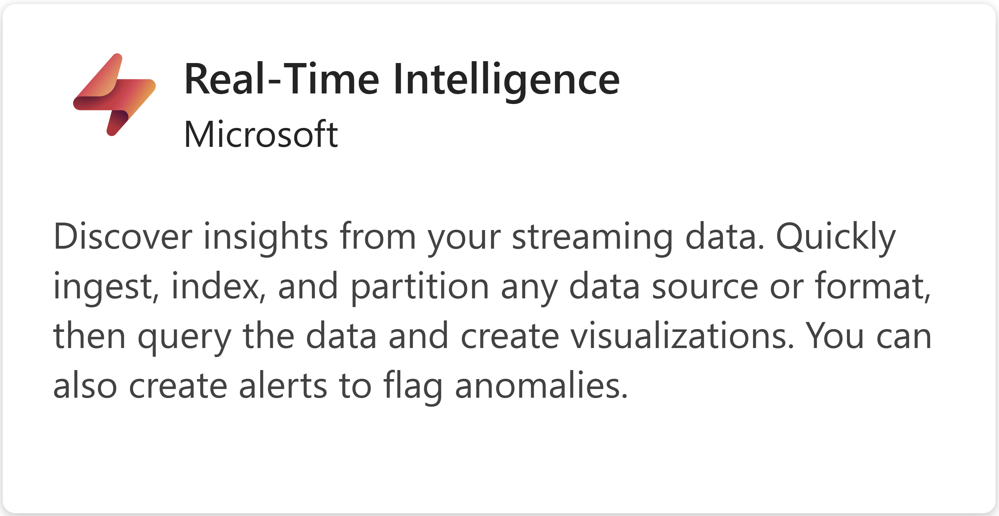 Real-Time Intelligence
Microsoft
Discover insights from your streaming data. Quickly
ingest, index, and partition any data source or format,
then query the data and create visualizations. You can
also create alerts to flag anomalies.